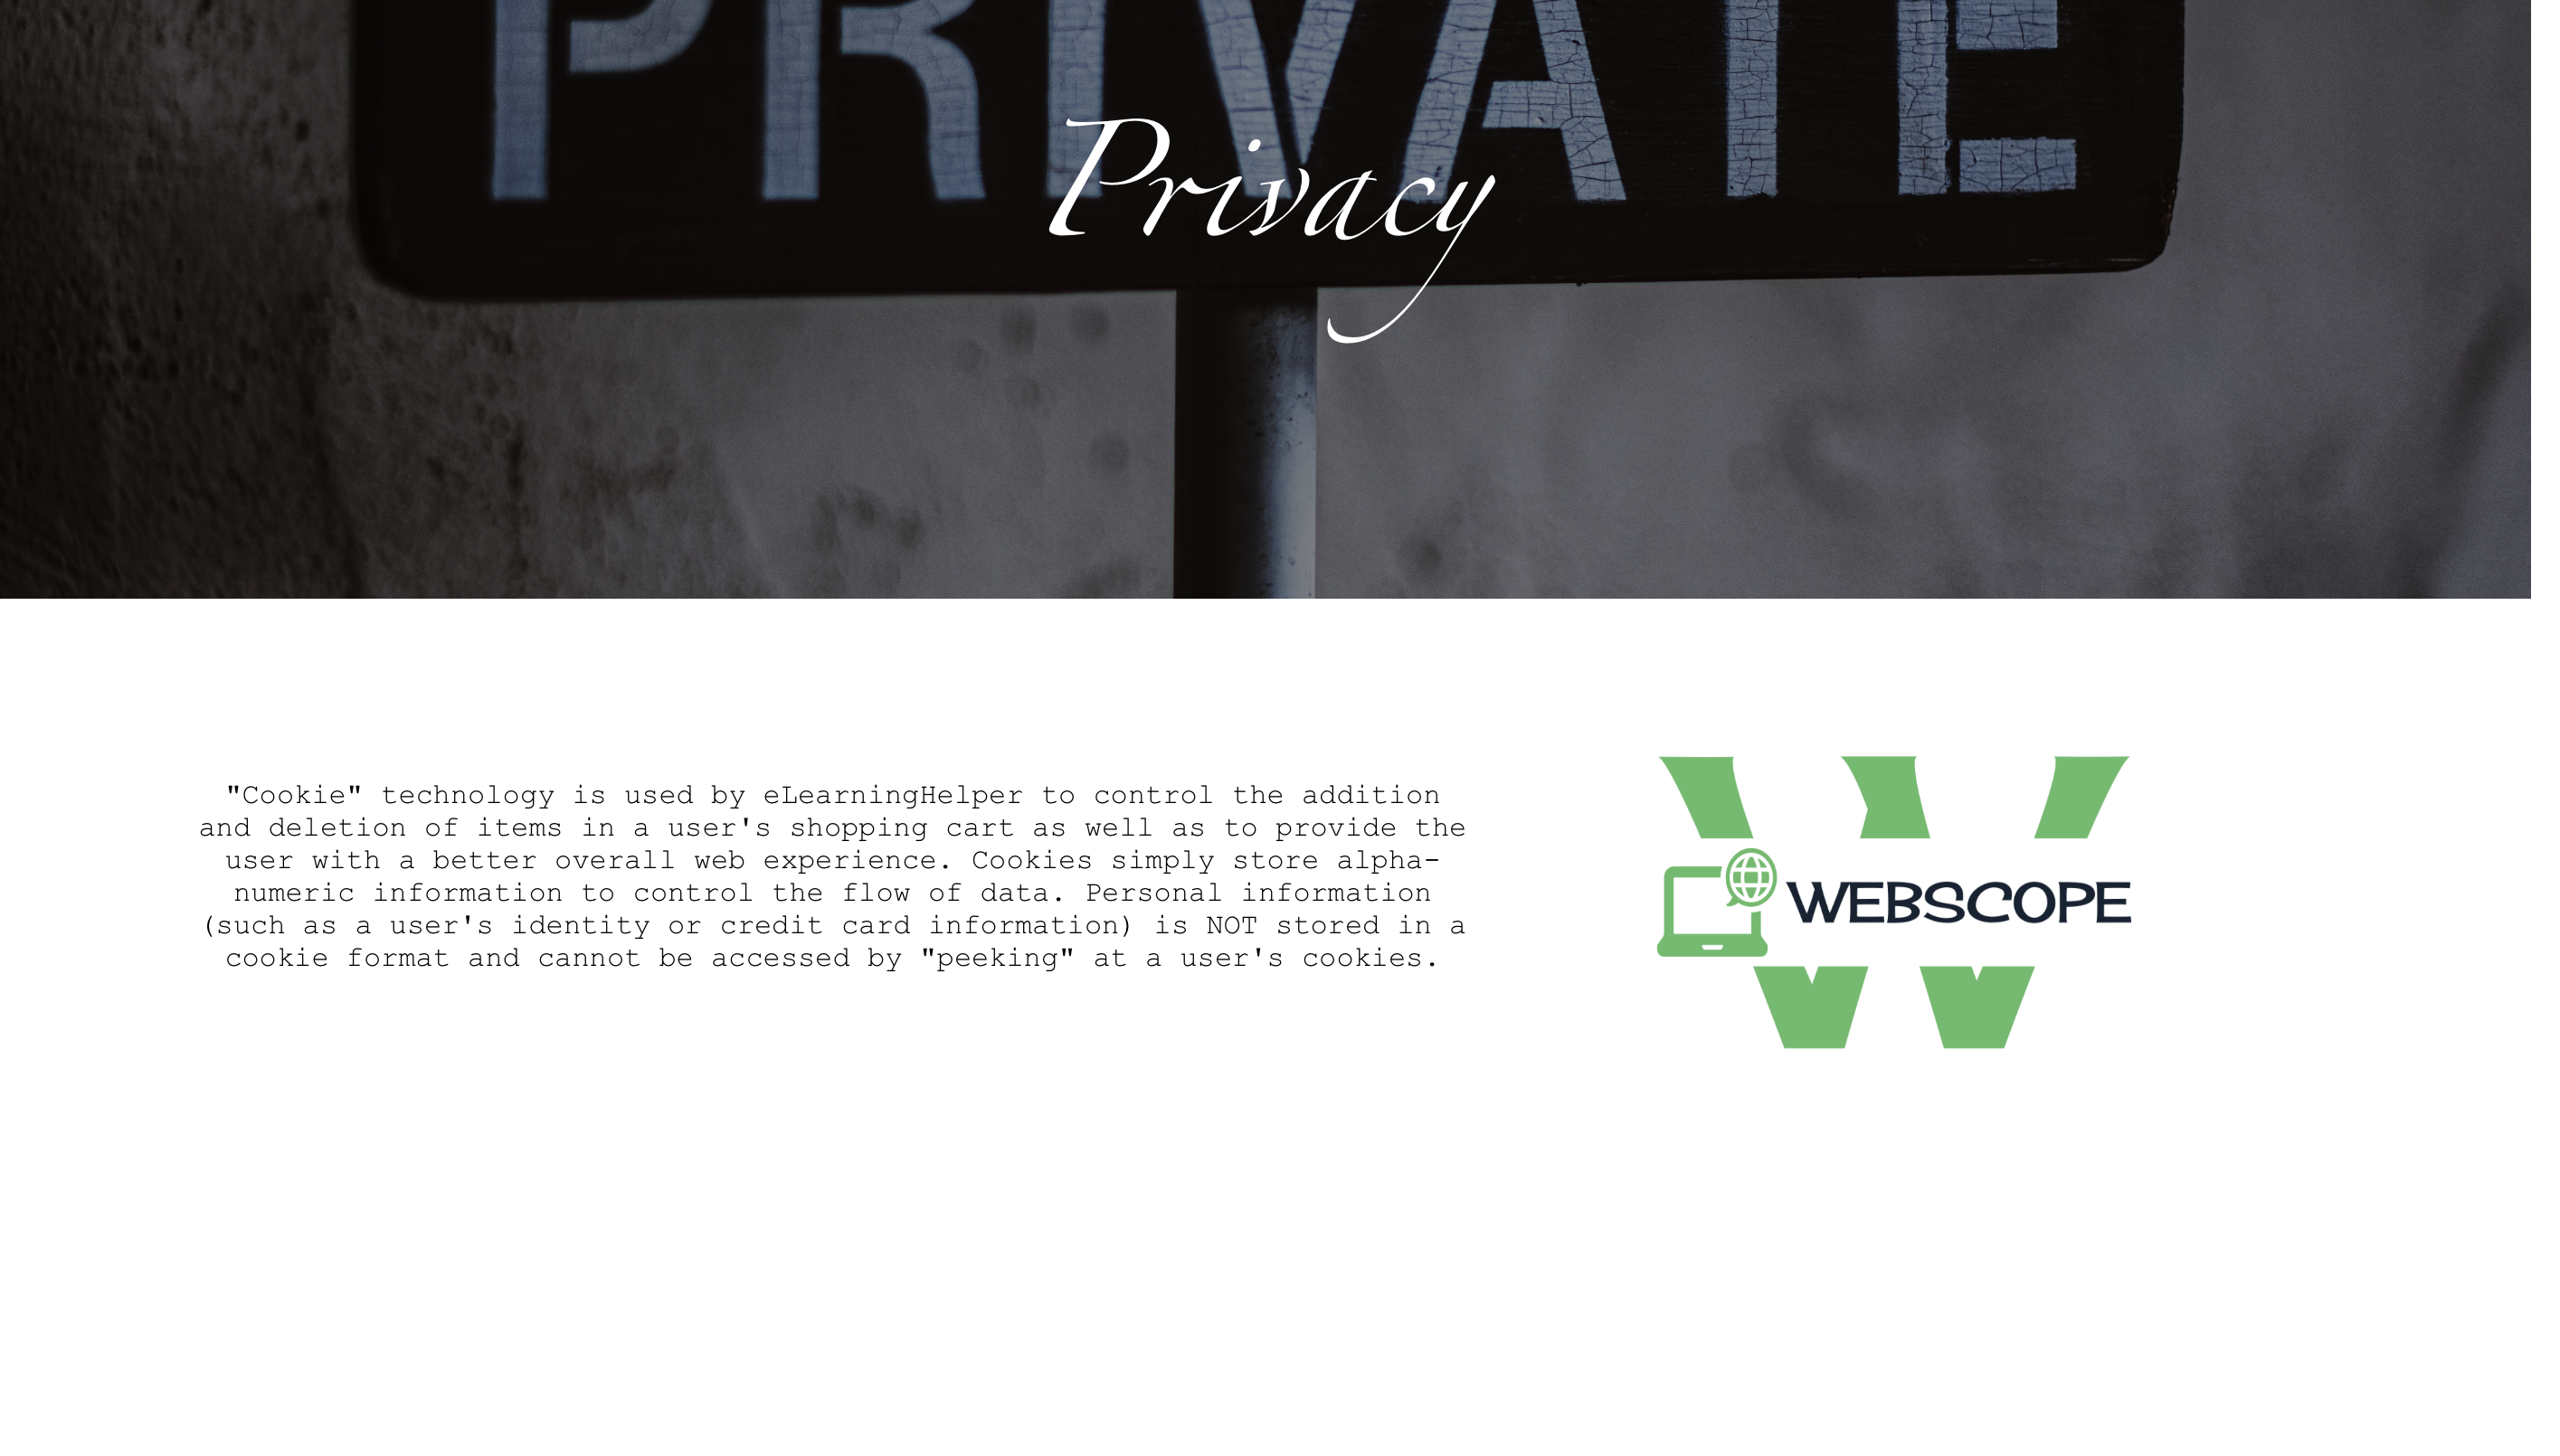 PRIVATE
Privacy
"Cookie" technology is used by eLearningHelper to control the addition
and deletion of items in a user's shopping cart as well as to provide the
user with a better overall web experience. Cookies simply store alpha-
numeric information to control the flow of data. Personal information
(such as a user's identity or credit card information) is NOT stored in a
cookie format and cannot be accessed by "peeking" at a user's cookies.
WEBSCOPE